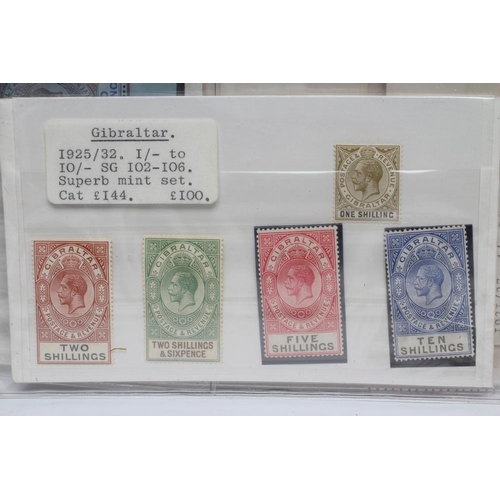 Gibraltar.
1925/32. 1/- to
10/- SG 102-106.
Superb mint set.
Cat £144. £100.
POSTAGE & REVENUE
GIBRALTAR
ONE SHILLING
GIBRALTAR
POSTAGE & REVENUE
TWO
SHILLINGS
GIBRALTAR
POSTAGE & REVENUE
TWO SHILLINGS
& SIXPENCE
GIBRALTAR
POSTAGE & REVENUE
FIVE
SHILLINGS
GIBRALTAR
POSTAGE & REVENUE
TEN
SHILLINGS